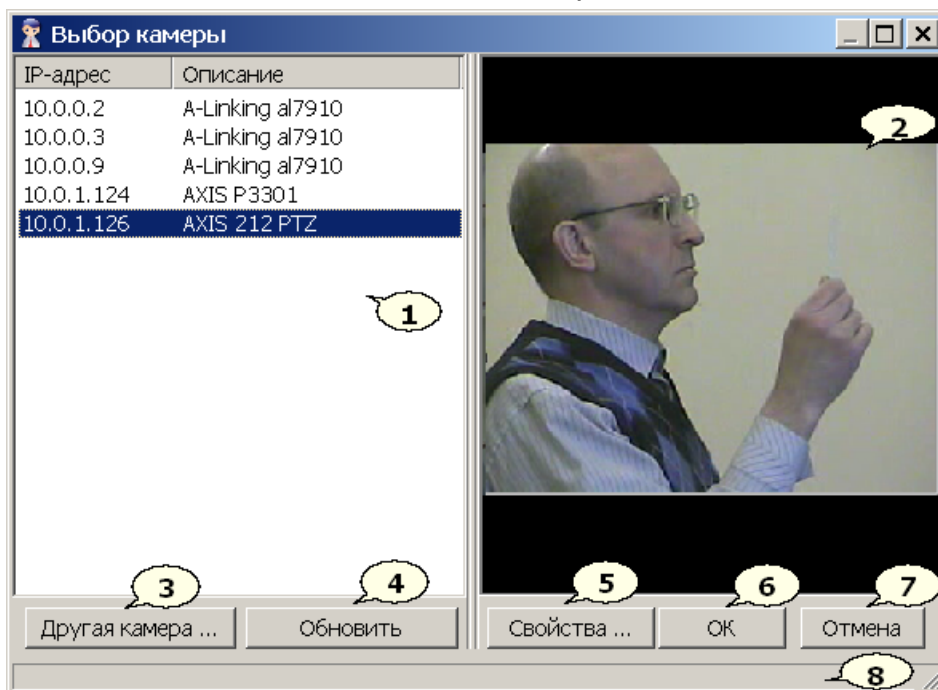 Выбор камеры
IP-адрес Описание
10.0.0.2 A-Linking al7910
10.0.0.3 A-Linking al7910
10.0.0.9 A-Linking al7910
10.0.1.124 AXIS P3301
10.0.1.126 AXIS 212 PTZ
2
1
3 4 5 6 7
Другая камера ... Обновить Свойства ... ОК Отмена
8